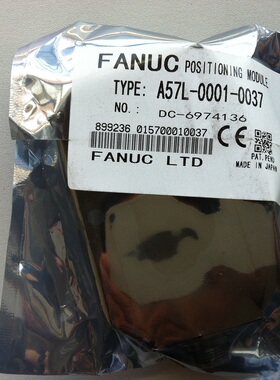 FANUC POSITIONING MODULE
TYPE: A57L-0001-0037
NO.: DC-6974136
899236 015700010037
CE
FANUC LTD
PAT.PEND
MADE IN JAPAN